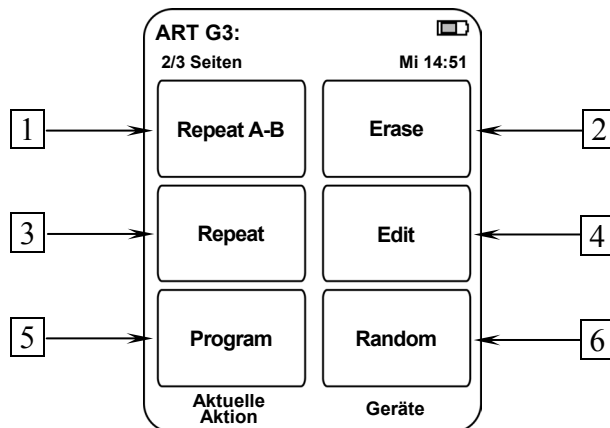 ART G3:
2/3 Seiten Mi 14:51
1 Repeat A-B Erase 2
3 Repeat Edit 4
5 Program Random 6
Aktuelle
Aktion Geräte